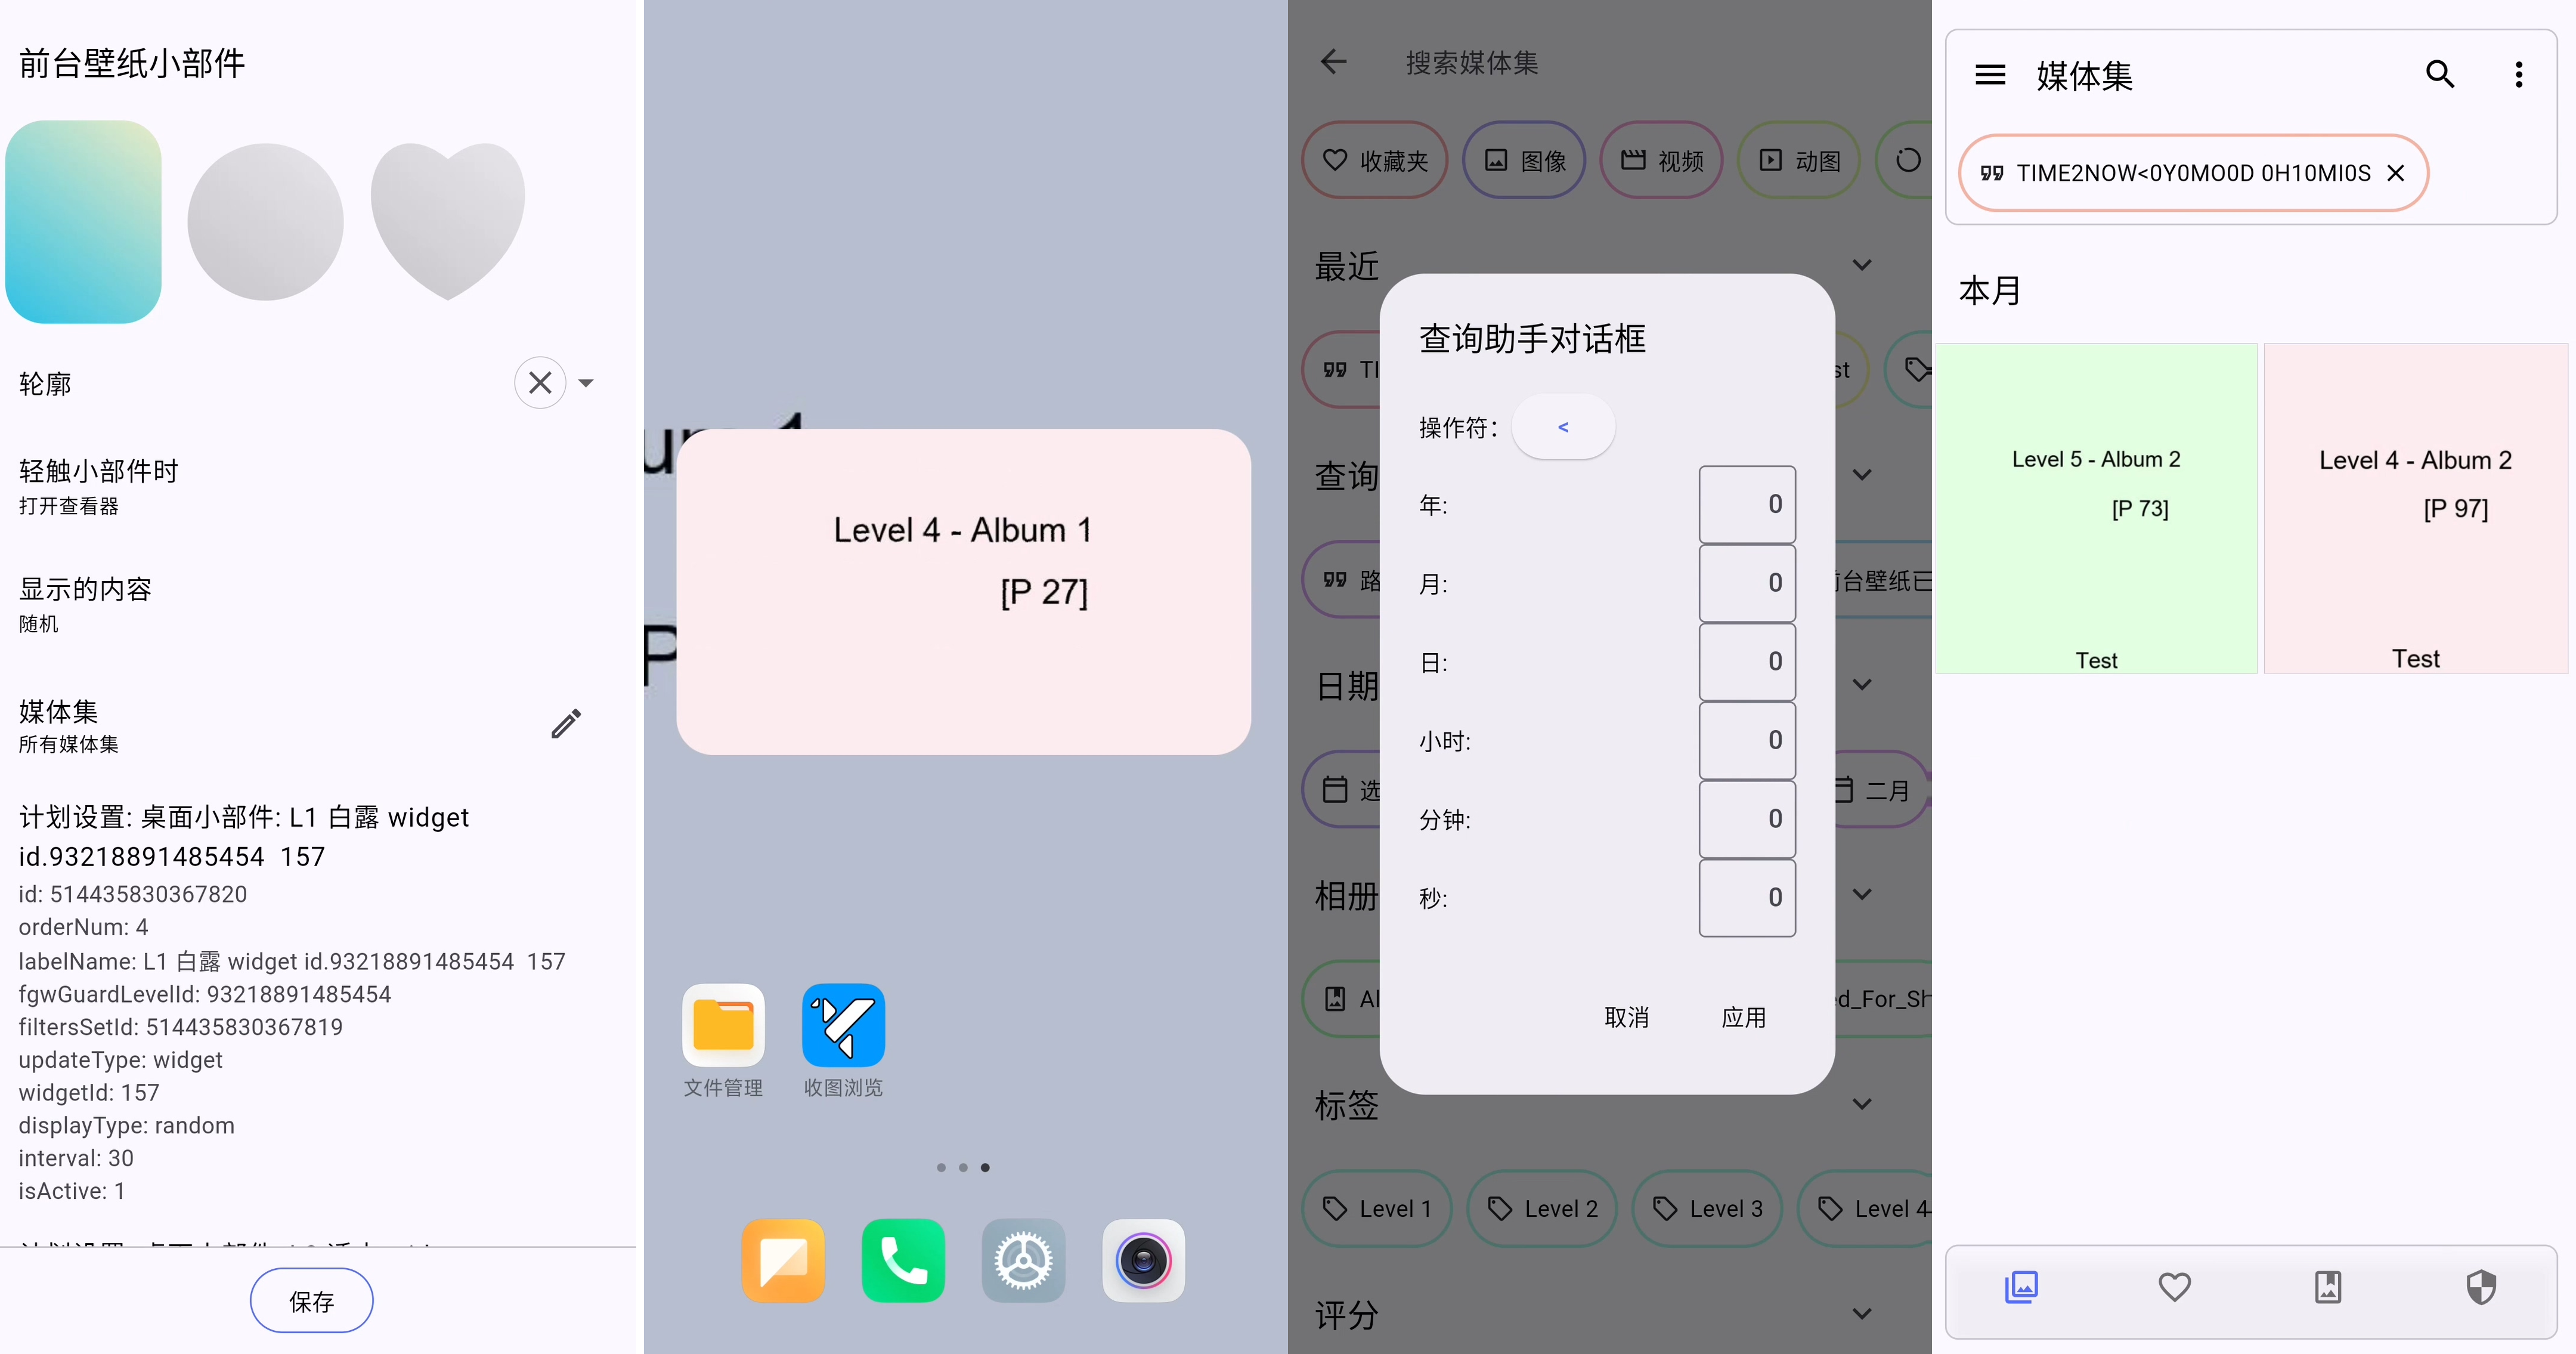 前台壁纸小部件
轮廓
轻触小部件时
打开查看器
显示的内容
随机
媒体集
所有媒体集
计划设置: 桌面小部件: L1 白露 widget
id.93218891485454  157
id: 514435830367820
orderNum: 4
labelName: L1 白露 widget id.93218891485454  157
fgwGuardLevelId: 93218891485454
filtersSetId: 514435830367819
updateType: widget
widgetId: 157
displayType: random
interval: 30
isActive: 1
保存
1
Level 4 - Album 1
[P 27]
P
文件管理
收图浏览
搜索媒体集
收藏夹
图像
视频
动图
最近
查询
路
前台壁纸已
日期
选
二月
相册
Al
ed_For_Sh
标签
Level 1
Level 2
Level 3
Level 4
评分
查询助手对话框
操作符: <
年: 0
月: 0
日: 0
小时: 0
分钟: 0
秒: 0
取消
应用
媒体集
TIME2NOW<0Y0MO0D 0H10MI0S
本月
Level 5 - Album 2
[P 73]
Test
Level 4 - Album 2
[P 97]
Test